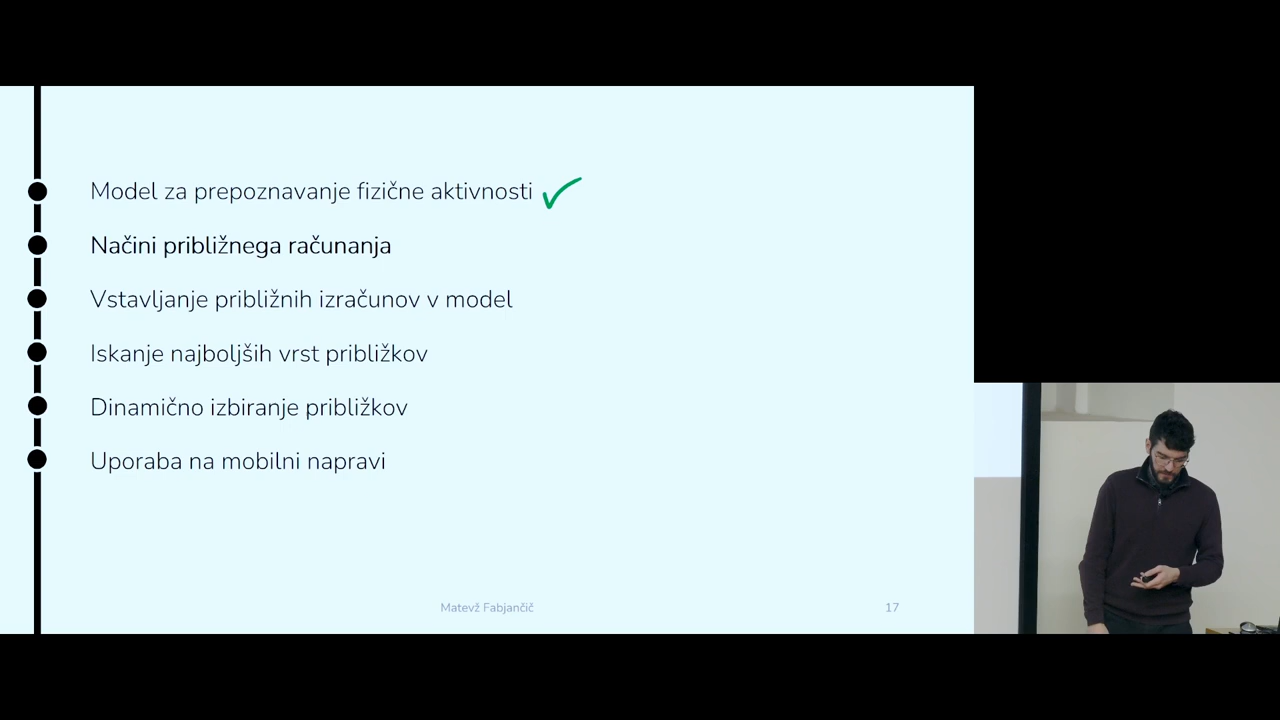 Model za prepoznavanje fizične aktivnosti
Načini približnega računanja
Vstavljanje približnih izračunov v model
Iskanje najboljših vrst približkov
Dinamično izbiranje približkov
Uporaba na mobilni napravi
Matevž Fabjančič
17